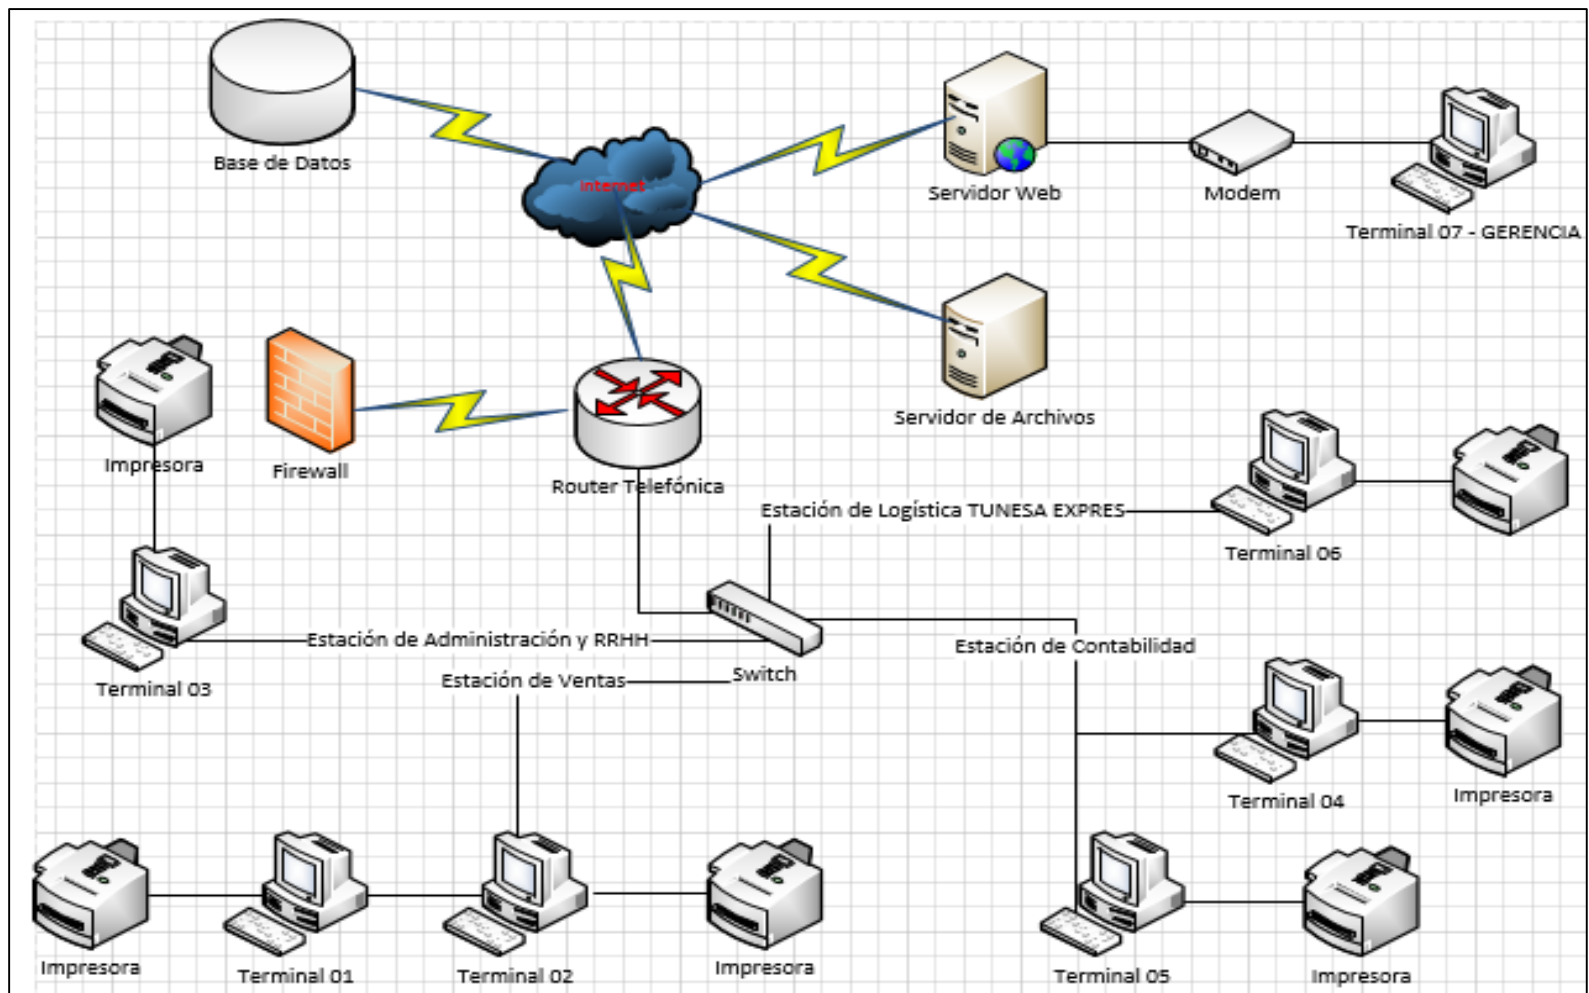 Base de Datos
Internet
Servidor Web
Modem
Terminal 07 - GERENCIA
Servidor de Archivos
Impresora
Firewall
Router Telefónica
Estación de Logística TUNESA EXPRES
Terminal 06
Estación de Administración y RRHH
Estación de Contabilidad
Switch
Terminal 03
Estación de Ventas
Terminal 04
Impresora
Impresora
Terminal 01
Terminal 02
Impresora
Terminal 05
Impresora